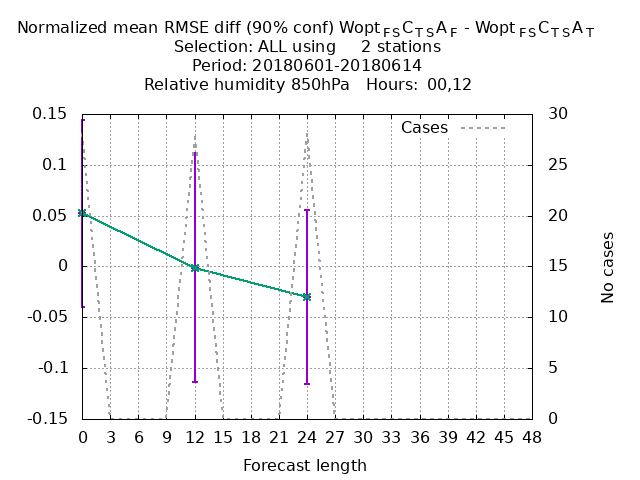 Normalized mean RMSE diff (90% conf) Wopt FS C T S A F - Wopt FS C T S A T
Selection: ALL using 2 stations
Period: 20180601-20180614
Relative humidity 850hPa Hours: 00,12
Cases
0.15
0.1
0.05
0
-0.05
-0.1
-0.15
30
25
20
15
10
5
0
No cases
0 3 6 9 12 15 18 21 24 27 30 33 36 39 42 45 48
Forecast length